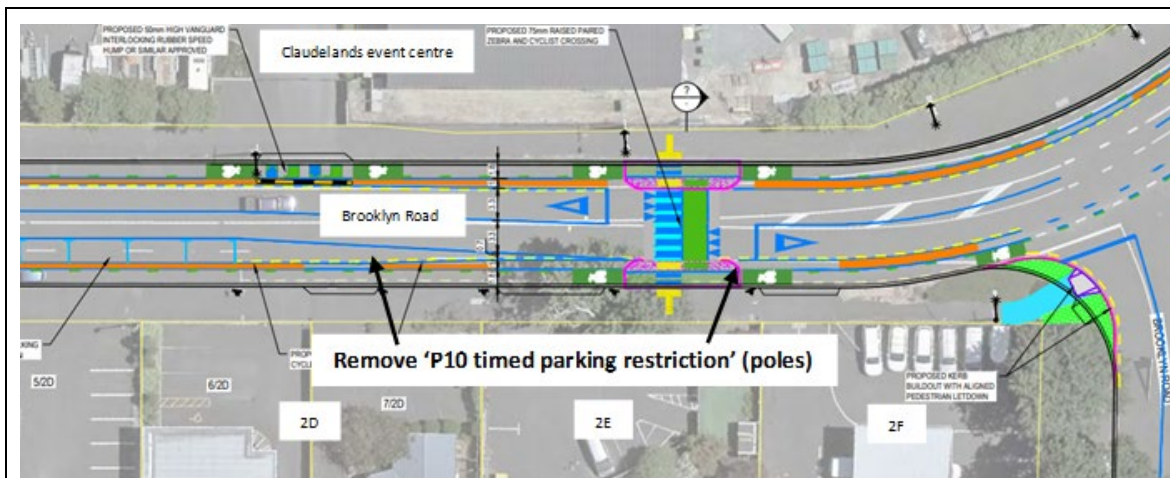 PROPOSED 50mm HIGH VANGUARD
INTERLOCKING RUBBER SPEED
HUMP OR SIMILAR APPROVED
Claudelands event centre
PROPOSED 75mm RAISED PAIRED
ZEBRA AND CYCLIST CROSSING
?
Brooklyn Road
Remove 'P10 timed parking restriction' (poles)
PROPOSED KERB
BUILDOUT WITH ALIGNED
PEDESTRIAN LETDOWN
BROOKLYN ROAD
5/2D
6/2D
7/2D
2D
2E
2F